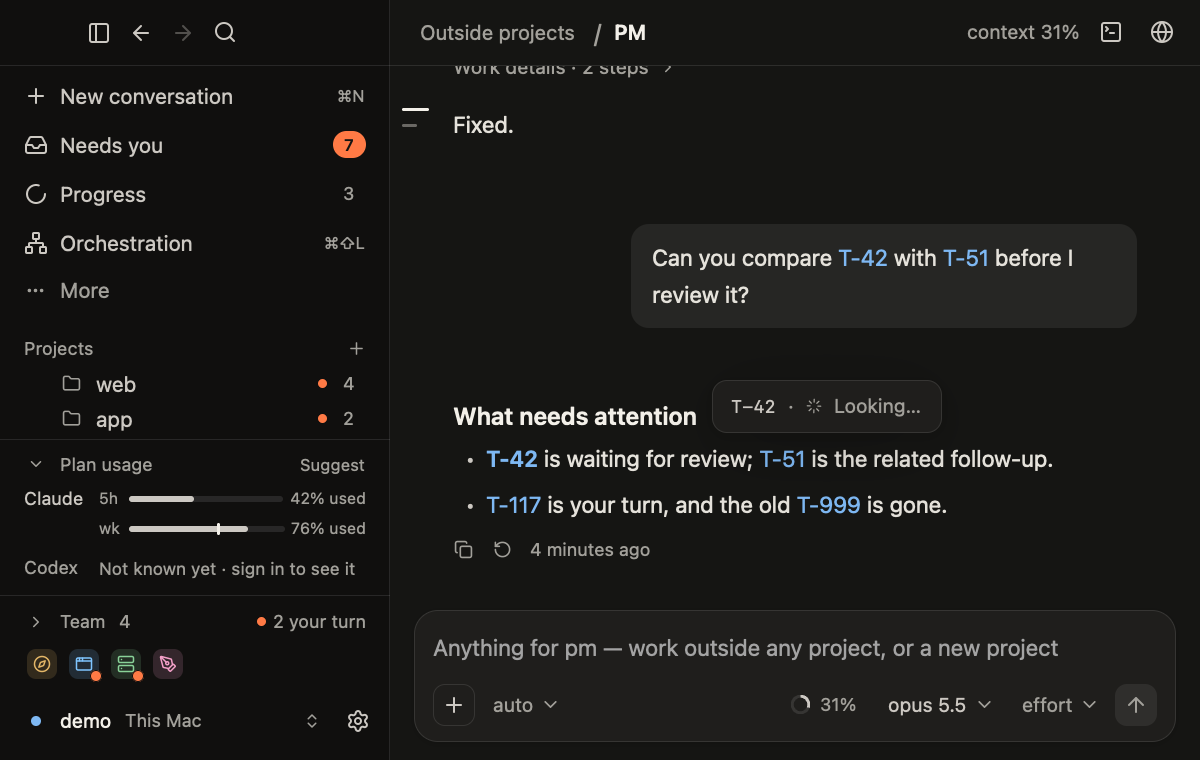 Outside projects / PM
context 31%
New conversation ⌘N
Needs you 7
Progress 3
Orchestration ⌘⇧L
More
Projects
web 4
app 2
Plan usage Suggest
Claude 5h 42% used
wk 76% used
Codex Not known yet · sign in to see it
Team 4 2 your turn
demo This Mac
Work details · 2 steps
Fixed.
Can you compare T-42 with T-51 before I
review it?
T–42 · Looking…
What needs attention
• T-42 is waiting for review; T-51 is the related follow-up.
• T-117 is your turn, and the old T-999 is gone.
4 minutes ago
Anything for pm — work outside any project, or a new project
auto 31% opus 5.5 effort